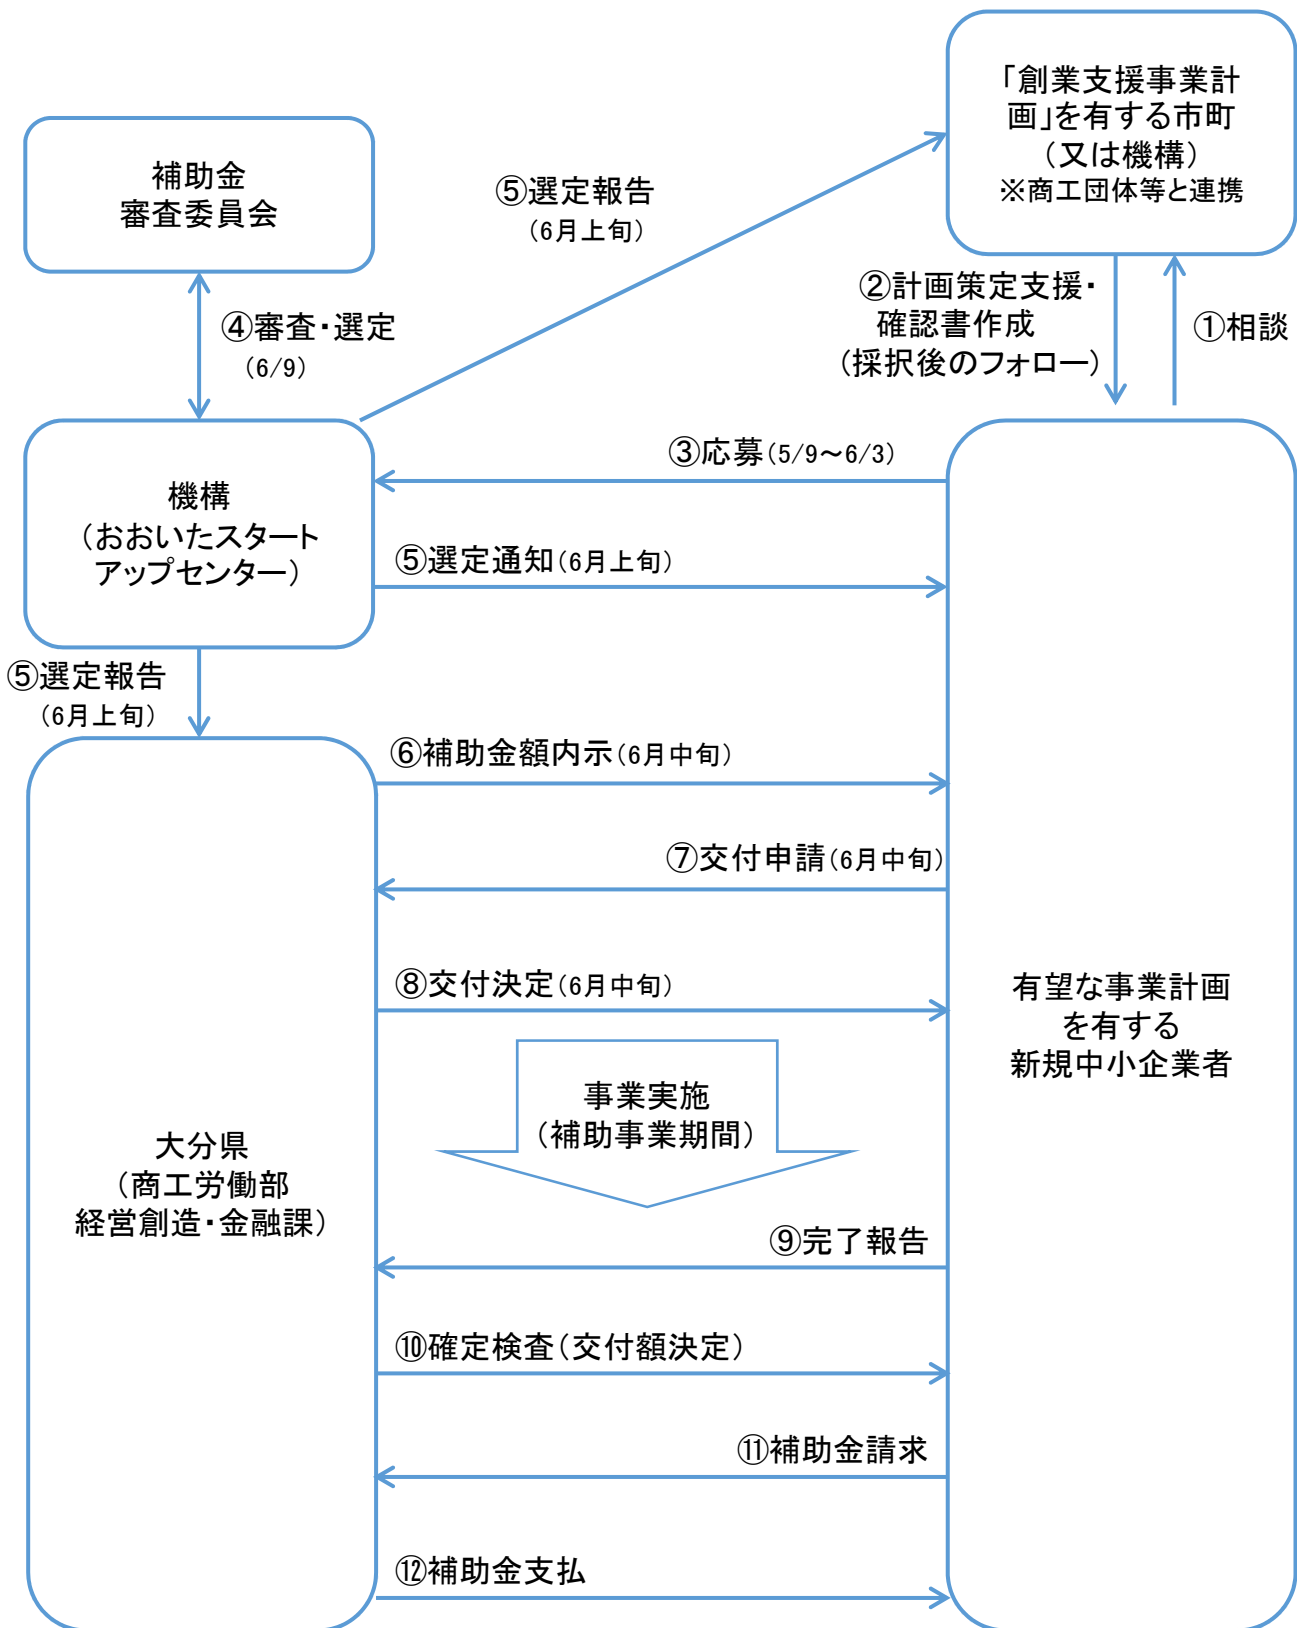 「創業支援事業計
画」を有する市町
（又は機構）
※商工団体等と連携
補助金
審査委員会
⑤選定報告
（6月上旬）
②計画策定支援・
確認書作成
（採択後のフォロー）
①相談
④審査・選定
（6/9）
③応募（5/9～6/3）
機構
（おおいたスタート
アップセンター）
⑤選定通知（6月上旬）
⑤選定報告
（6月上旬）
⑥補助金額内示（6月中旬）
⑦交付申請（6月中旬）
⑧交付決定（6月中旬）
有望な事業計画
を有する
新規中小企業者
事業実施
（補助事業期間）
大分県
（商工労働部
経営創造・金融課）
⑨完了報告
⑩確定検査（交付額決定）
⑪補助金請求
⑫補助金支払